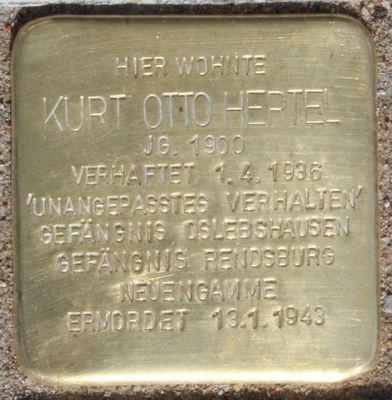 HIER WOHNTE
KURT OTTO HERTEL
JG. 1900
VERHAFTET 1.4.1936
'UNANGEPASSTES VERHALTEN'
GEFÄNGNIS OSLEBSHAUSEN
GEFÄNGNIS RENDSBURG
NEUENGAMME
ERMORDET 13.1.1943